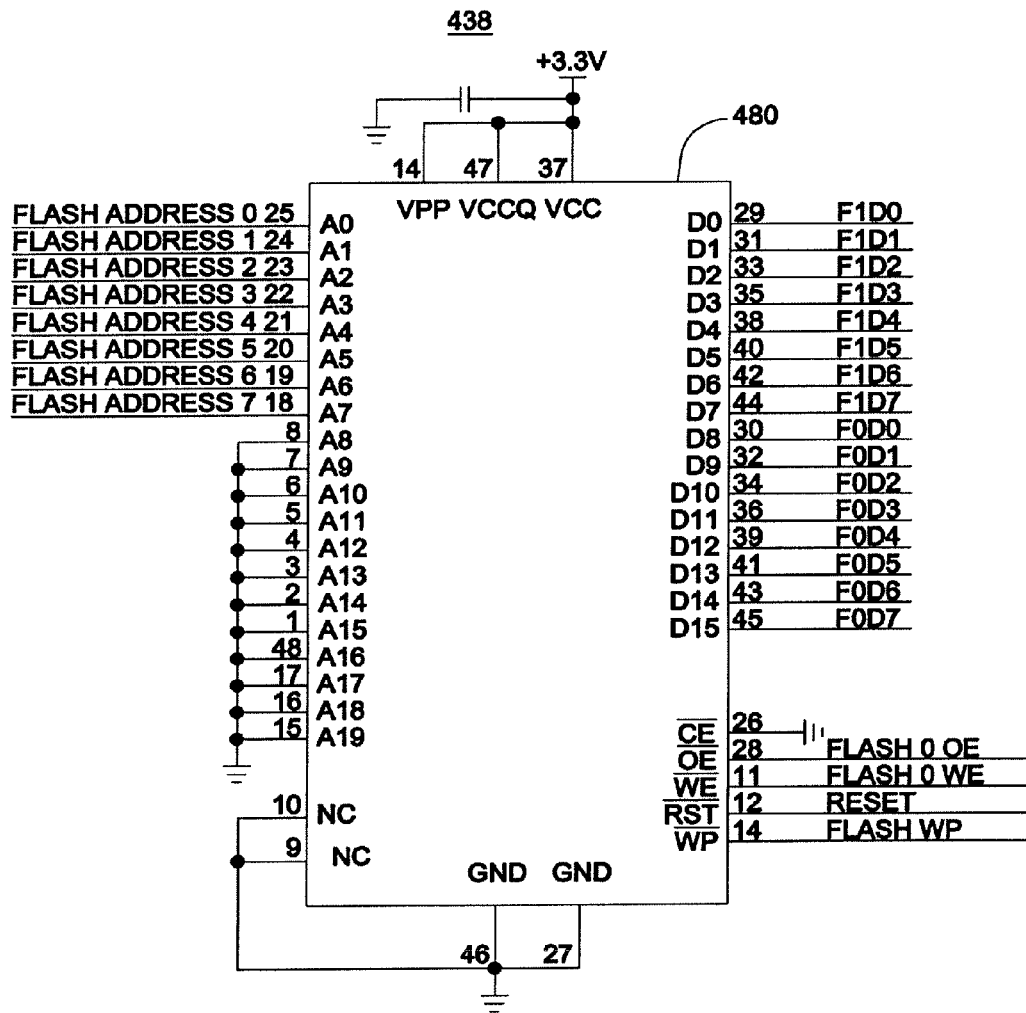 438
+3.3V
480
14 47 37
VPP VCCQ VCC
FLASH ADDRESS 0 25 A0 D0 29 F1D0
FLASH ADDRESS 1 24 A1 D1 31 F1D1
FLASH ADDRESS 2 23 A2 D2 33 F1D2
FLASH ADDRESS 3 22 A3 D3 35 F1D3
FLASH ADDRESS 4 21 A4 D4 38 F1D4
FLASH ADDRESS 5 20 A5 D5 40 F1D5
FLASH ADDRESS 6 19 A6 D6 42 F1D6
FLASH ADDRESS 7 18 A7 D7 44 F1D7
8 A8 D8 30 F0D0
7 A9 D9 32 F0D1
6 A10 D10 34 F0D2
5 A11 D11 36 F0D3
4 A12 D12 39 F0D4
3 A13 D13 41 F0D5
2 A14 D14 43 F0D6
1 A15 D15 45 F0D7
48 A16
17 A17
16 A18
15 A19
CE 26
OE 28 FLASH 0 OE
WE 11 FLASH 0 WE
RST 12 RESET
WP 14 FLASH WP
10 NC
9 NC
GND GND
46 27